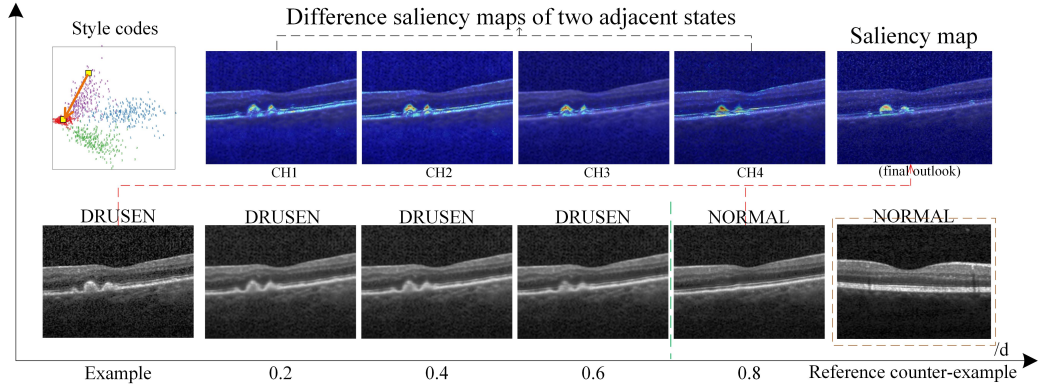 Difference saliency maps of two adjacent states
Style codes
Saliency map
CH1
CH2
CH3
CH4
(final outlook)
DRUSEN
DRUSEN
DRUSEN
DRUSEN
NORMAL
NORMAL
/d
Example
0.2
0.4
0.6
0.8
Reference counter-example